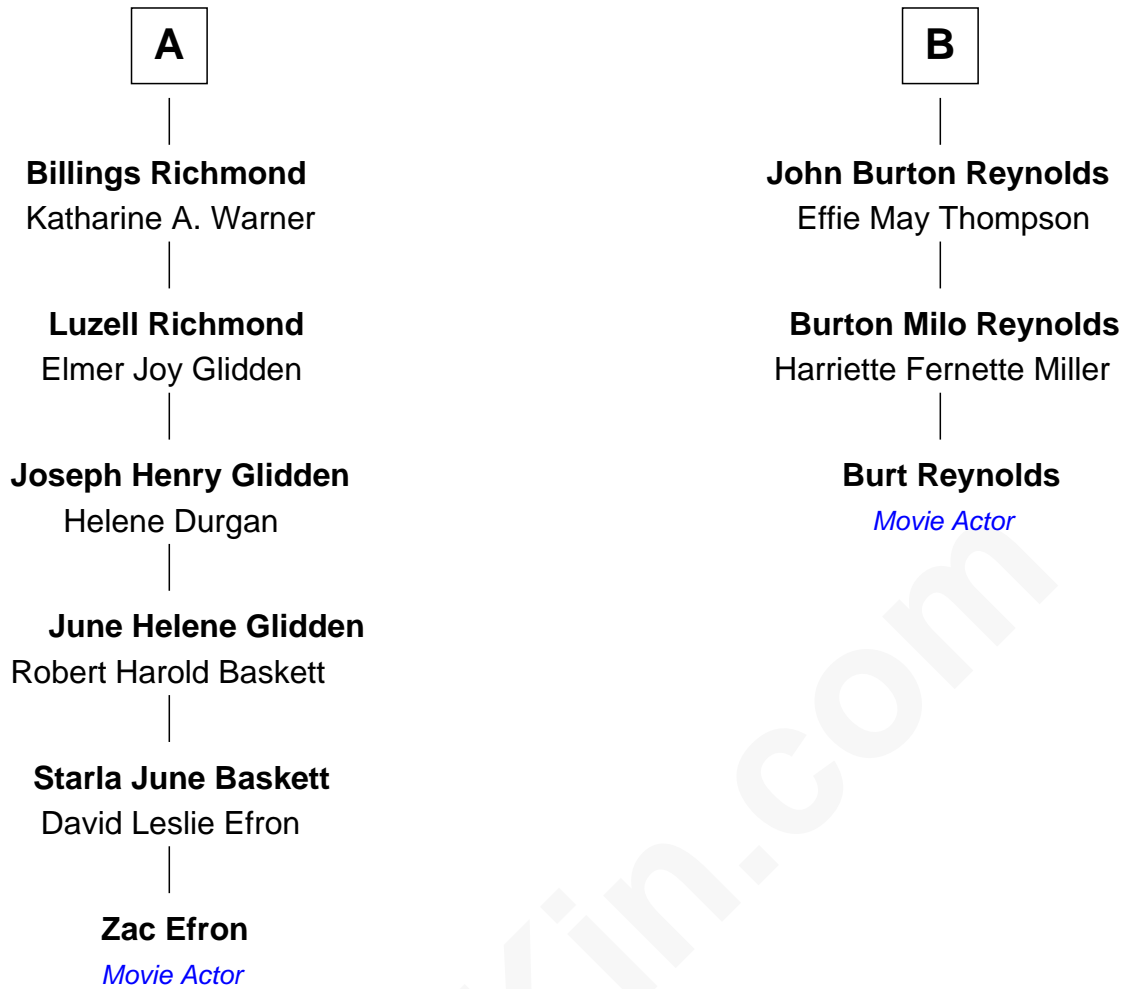 A
Billings Richmond
Katharine A. Warner
Luzell Richmond
Elmer Joy Glidden
Joseph Henry Glidden
Helene Durgan
June Helene Glidden
Robert Harold Baskett
Starla June Baskett
David Leslie Efron
Zac Efron
Movie Actor
B
John Burton Reynolds
Effie May Thompson
Burton Milo Reynolds
Harriette Fernette Miller
Burt Reynolds
Movie Actor
Kin.com